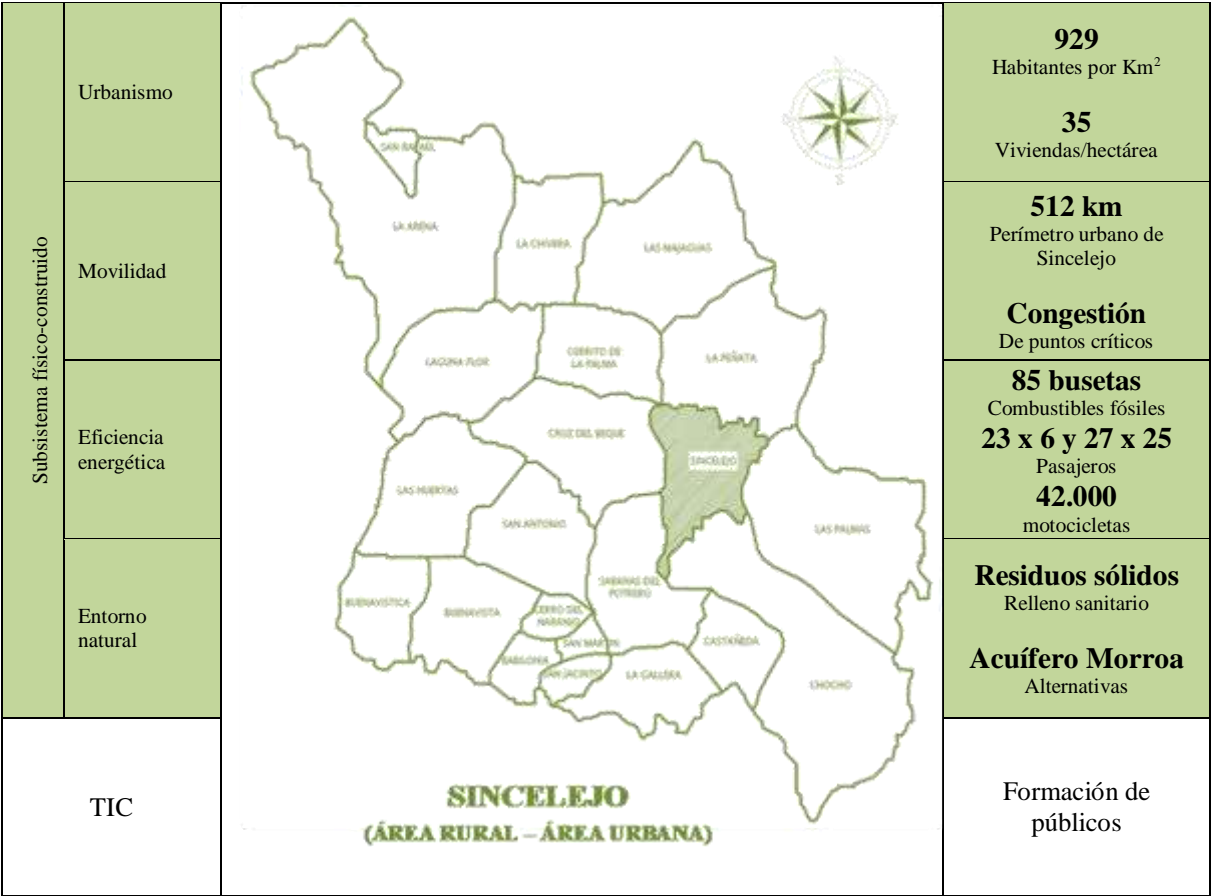 Subsistema físico-construido
Urbanismo
929
Habitantes por Km²
35
Viviendas/hectárea
Movilidad
512 km
Perímetro urbano de
Sincelejo
Congestión
De puntos críticos
Eficiencia
energética
85 busetas
Combustibles fósiles
23 x 6 y 27 x 25
Pasajeros
42.000
motocicletas
Entorno
natural
Residuos sólidos
Relleno sanitario
Acuífero Morroa
Alternativas
TIC
Formación de
públicos
N
S
SAN RAFAEL
LA ARENA
LA CHIVERA
LAS MAJAGUAS
LAGUNA FLOR
CERRITO DE
LA PALMA
LA PEÑATA
CRUZ DEL BEQUE
SINCELEJO
LAS HUERTAS
SAN ANTONIO
LAS PALMAS
SABANAS DEL
POTRERO
BUENAVISTICA
BUENAVISTA
CERRO DEL
NARANJO
SAN MARTIN
BABILONIA
SAN JACINTO
LA GALLERA
CASTAÑEDA
CHOCHO
SINCELEJO
(ÁREA RURAL – ÁREA URBANA)